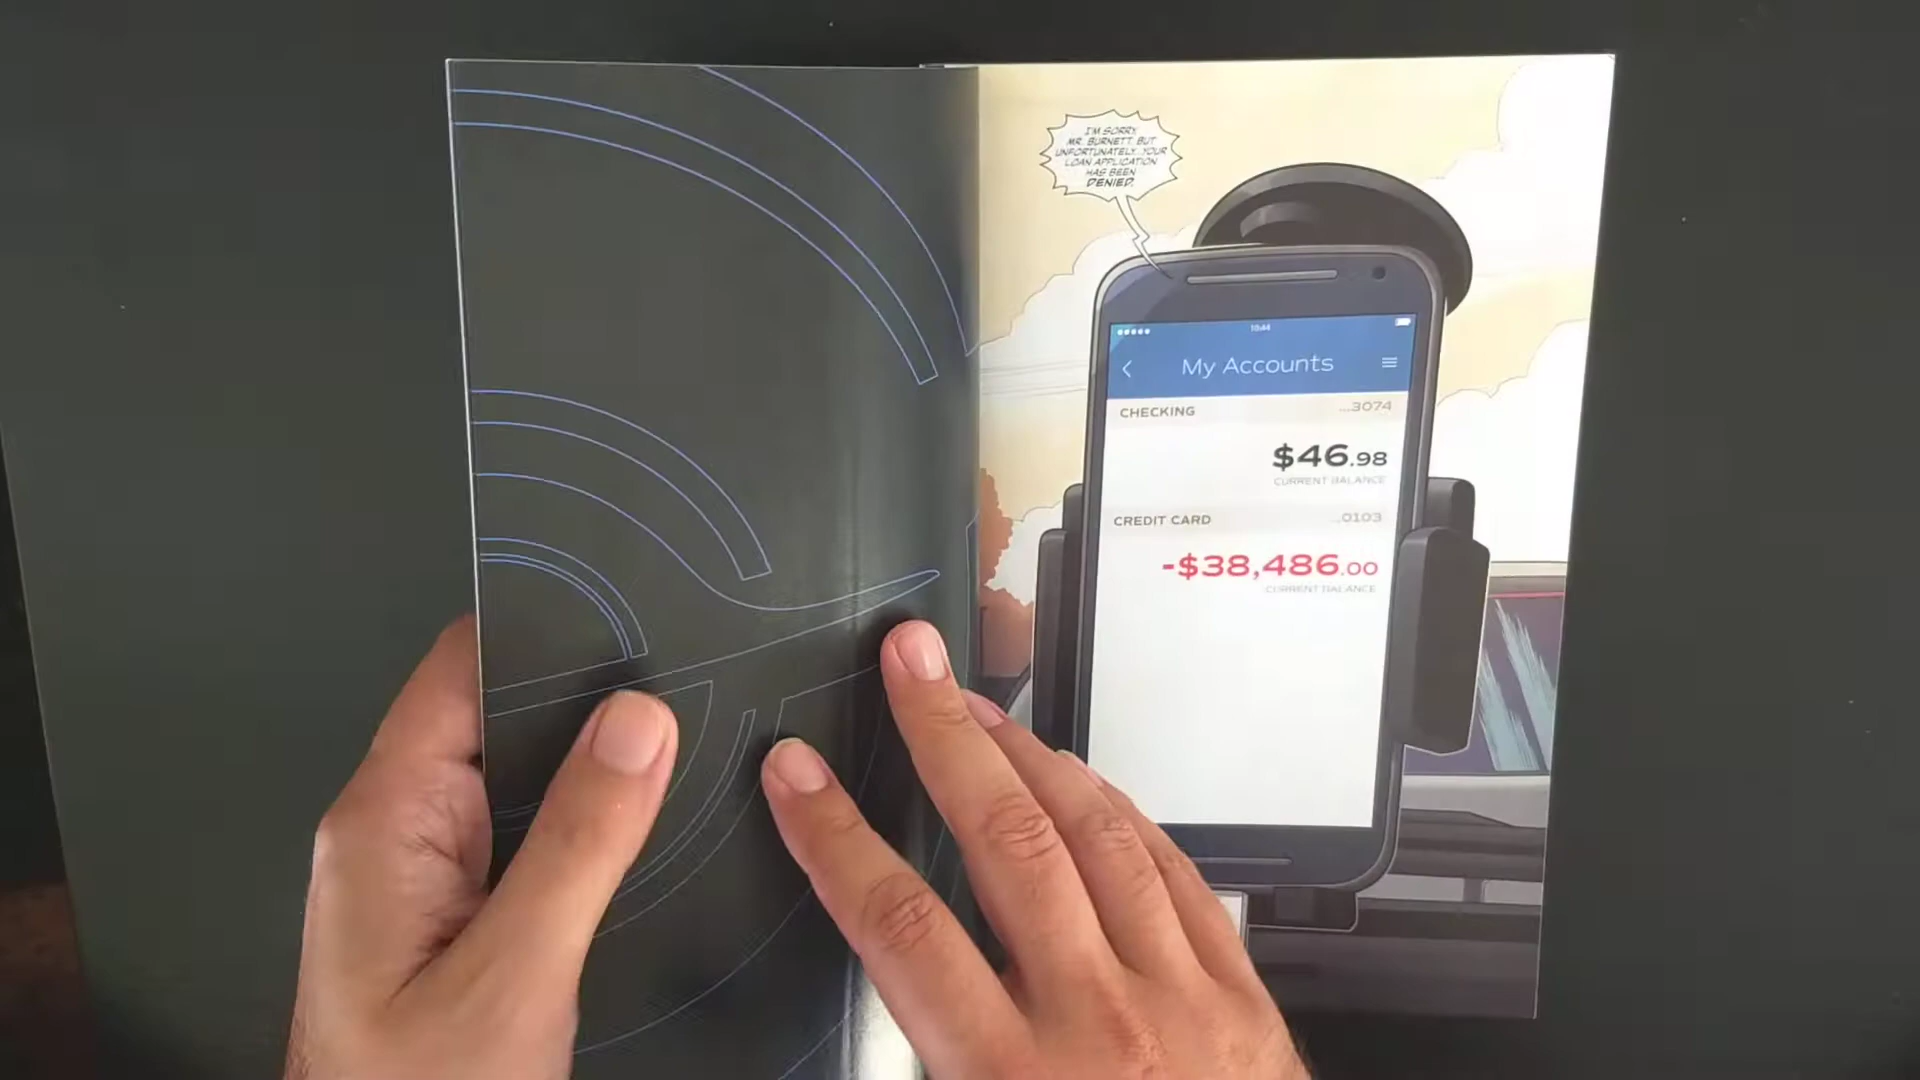 I'M SORRY,
MR. BURNETT, BUT
UNFORTUNATELY, YOUR
LOAN APPLICATION
HAS BEEN
DENIED.
10:44
My Accounts
CHECKING ...3074
$46.98
CURRENT BALANCE
CREDIT CARD ...0103
-$38,486.00
CURRENT BALANCE